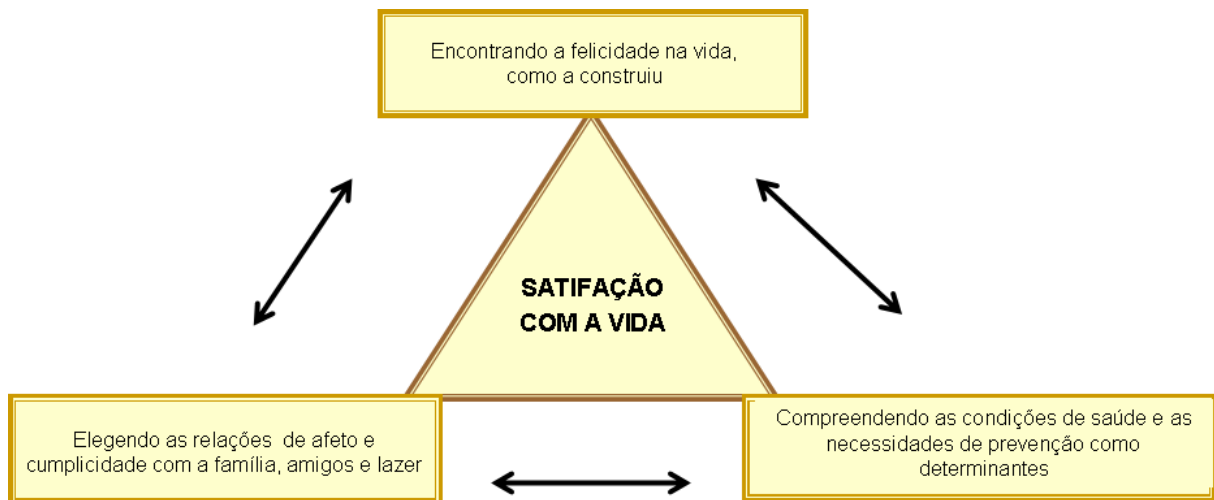 Encontrando a felicidade na vida,
como a construiu
SATIFAÇÃO
COM A VIDA
Elegendo as relações de afeto e
cumplicidade com a família, amigos e lazer
Compreendendo as condições de saúde e as
necessidades de prevenção como
determinantes